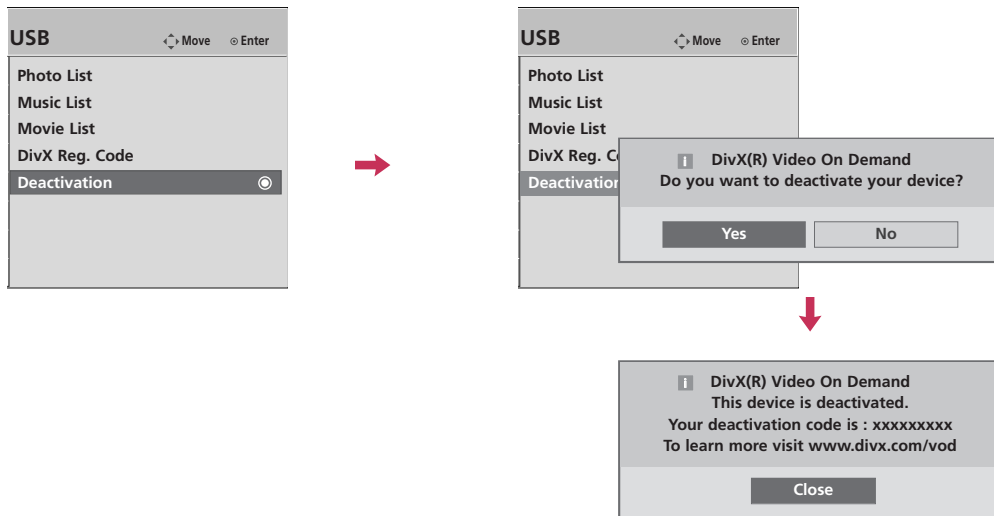 USB Move Enter
Photo List
Music List
Movie List
DivX Reg. Code
Deactivation
USB Move Enter
Photo List
Music List
Movie List
DivX Reg.
Deactivation
i DivX(R) Video On Demand
Do you want to deactivate your device?
Yes No
i DivX(R) Video On Demand
This device is deactivated.
Your deactivation code is : xxxxxxxxx
To learn more visit www.divx.com/vod
Close